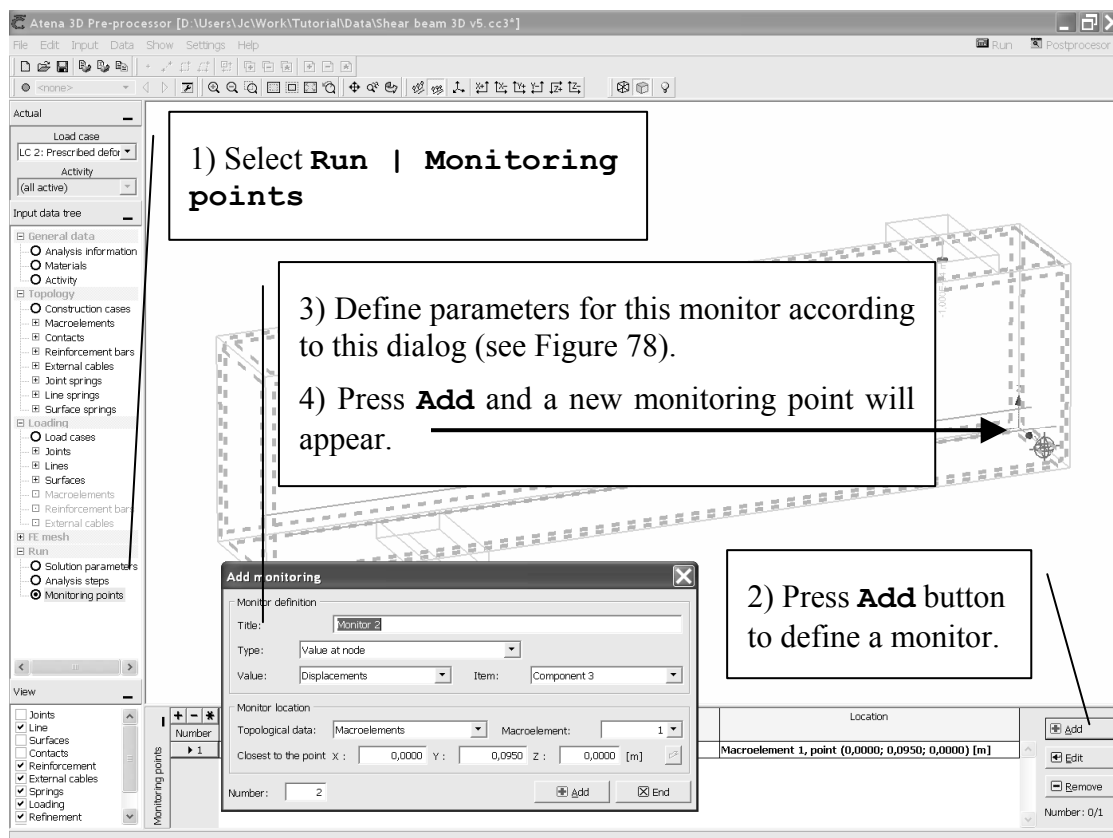 Atena 3D Pre-processor [D:\Users\Jc\Work\Tutorial\Data\Shear beam 3D v5.cc3*]
File Edit Input Data Show Settings Help
Run Postprocesor
<none>
Actual
Load case
LC 2: Prescribed defor
Activity
(all active)
Input data tree
General data
Analysis information
Materials
Activity
Topology
Construction cases
Macroelements
Contacts
Reinforcement bars
External cables
Joint springs
Line springs
Surface springs
Loading
Load cases
Joints
Lines
Surfaces
Macroelements
Reinforcement bars
External cables
FE mesh
Run
Solution parameters
Analysis steps
Monitoring points
View
Joints
Line
Surfaces
Contacts
Reinforcement
External cables
Springs
Loading
Refinement
1) Select Run | Monitoring
points
3) Define parameters for this monitor according
to this dialog (see Figure 78).
4) Press Add and a new monitoring point will
appear.
2) Press Add button
to define a monitor.
Add monitoring
Monitor definition
Title: Monitor 2
Type: Value at node
Value: Displacements Item: Component 3
Monitor location
Topological data: Macroelements Macroelement: 1
Closest to the point X : 0,0000 Y : 0,0950 Z : 0,0000 [m]
Number: 2 Add End
Monitoring points
Number
1
Location
Macroelement 1, point (0,0000; 0,0950; 0,0000) [m]
Add
Edit
Remove
Number: 0/1